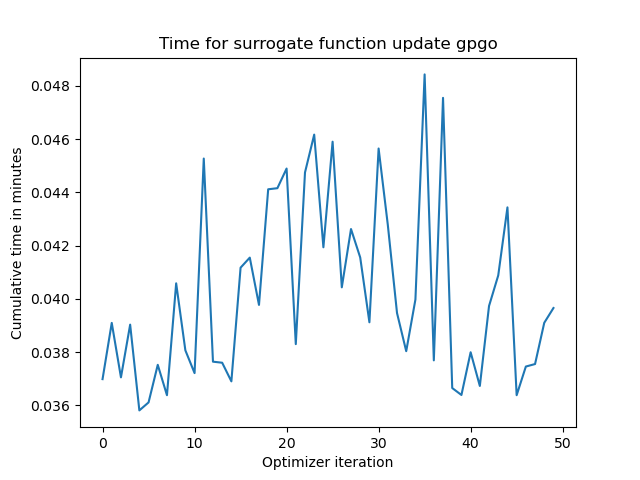 Time for surrogate function update gpgo
Cumulative time in minutes
0.048
0.046
0.044
0.042
0.040
0.038
0.036
0 10 20 30 40 50
Optimizer iteration